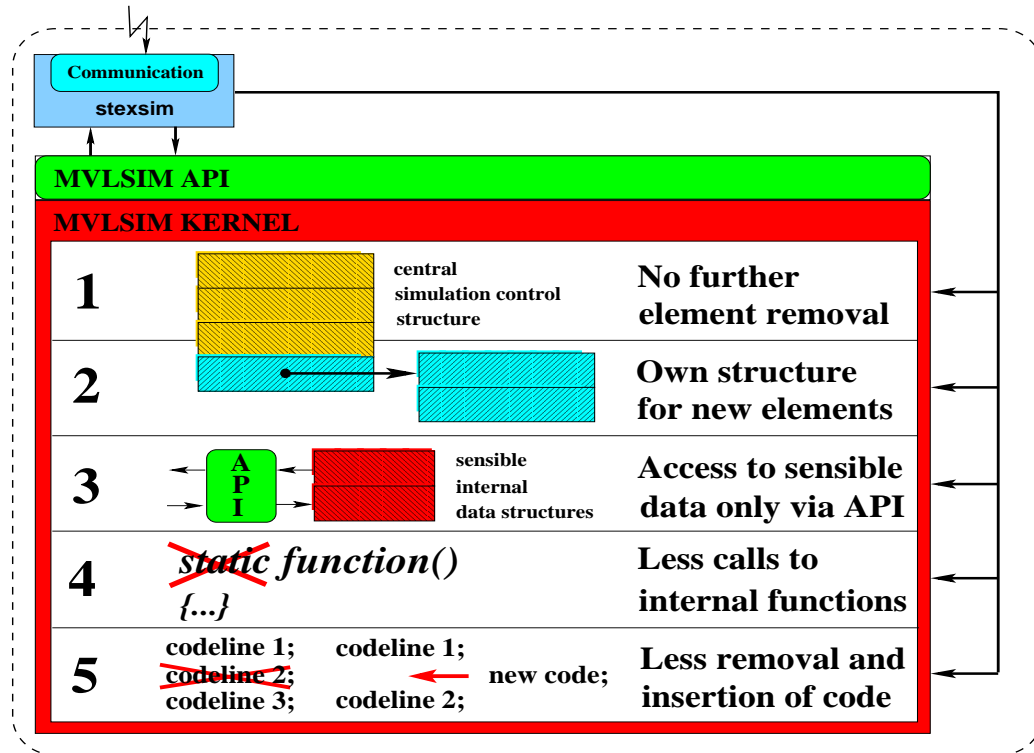 Communication
stexsim
MVLSIM API
MVLSIM KERNEL
1
central
simulation control
structure
No further
element removal
2
Own structure
for new elements
3
A
P
I
sensible
internal
data structures
Access to sensible
data only via API
4
static function()
{...}
Less calls to
internal functions
5
codeline 1;
codeline 2;
codeline 3;
codeline 1;
new code;
codeline 2;
Less removal and
insertion of code